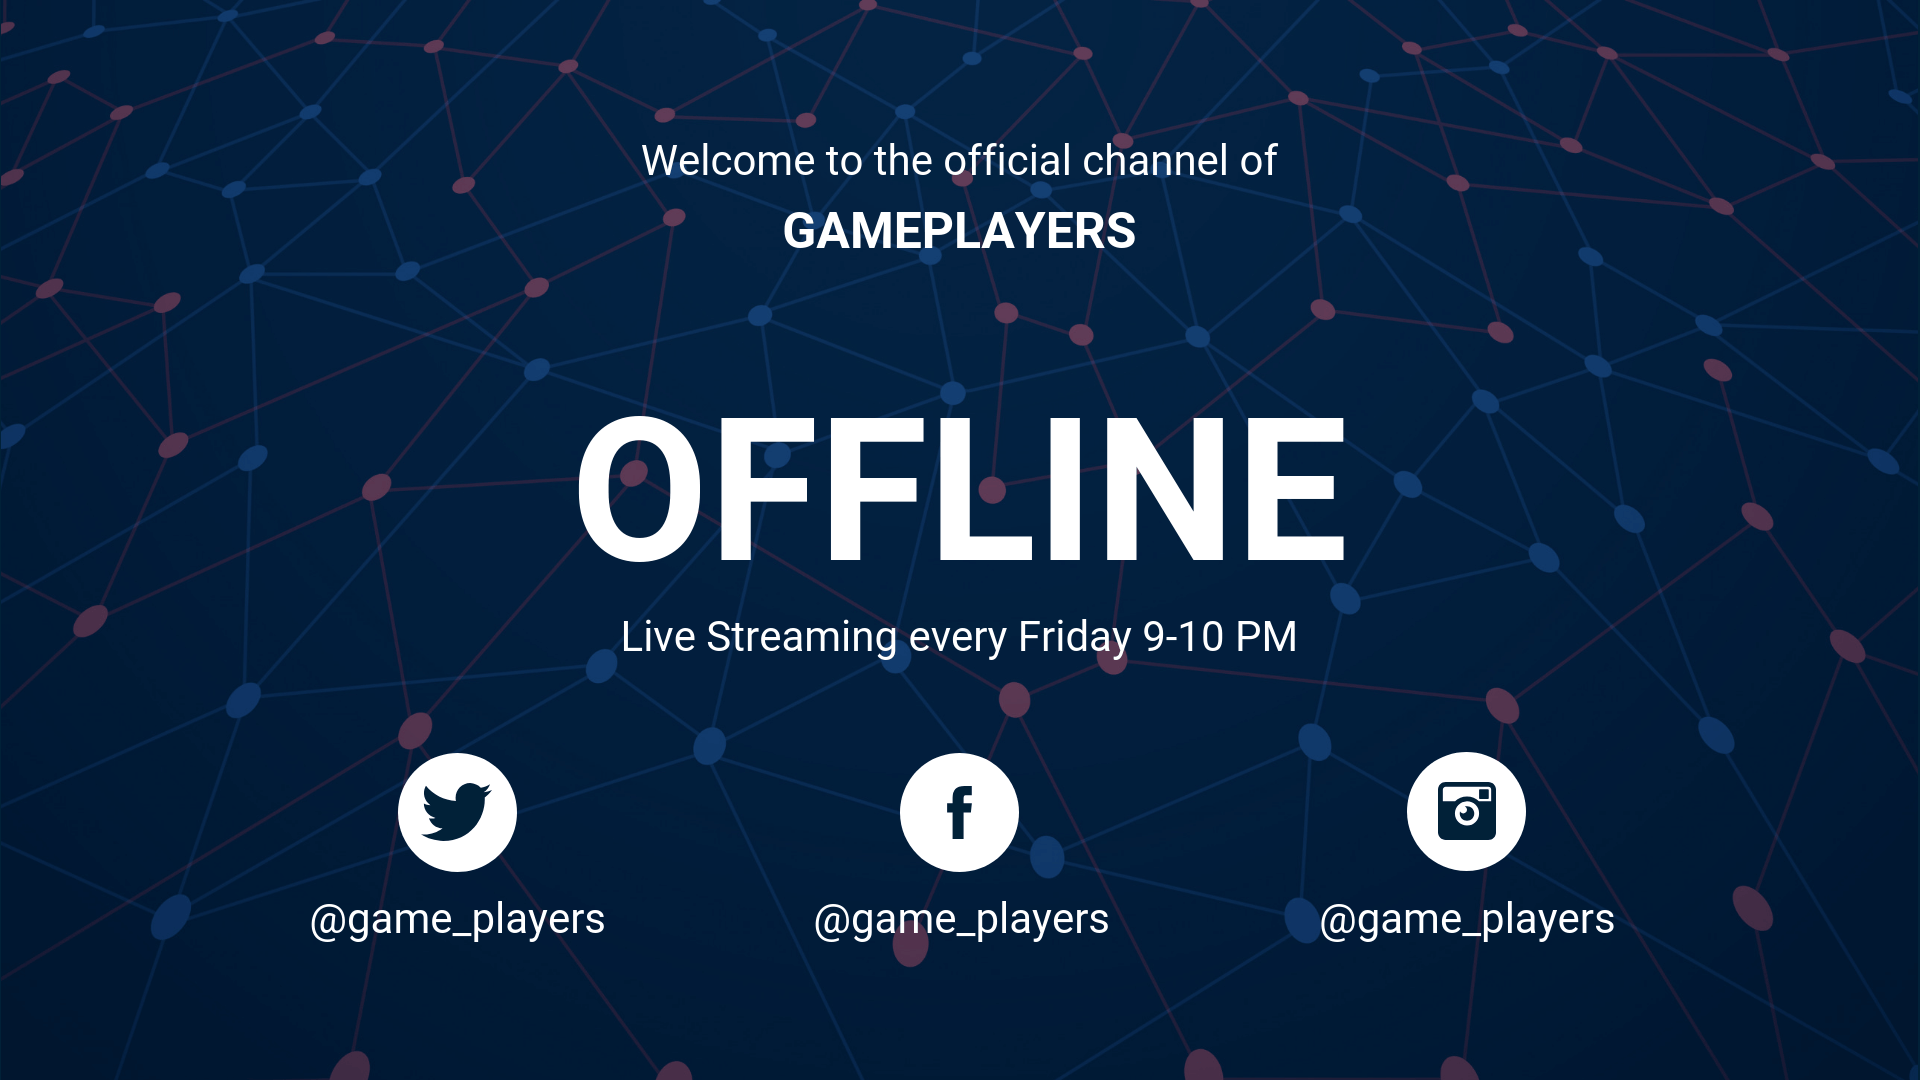 Welcome to the official channel of
GAMEPLAYERS
OFFLINE
Live Streaming every Friday 9-10 PM
@game_players
@game_players
@game_players